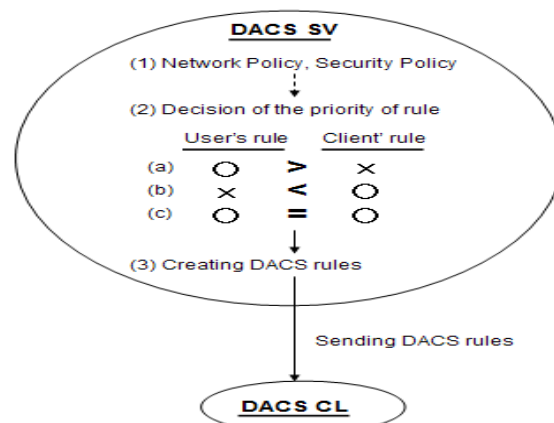 DACS SV
(1) Network Policy, Security Policy
(2) Decision of the priority of rule
User's rule Client' rule
(a) ○ > ×
(b) × < ○
(c) ○ = ○
(3) Creating DACS rules
Sending DACS rules
DACS CL